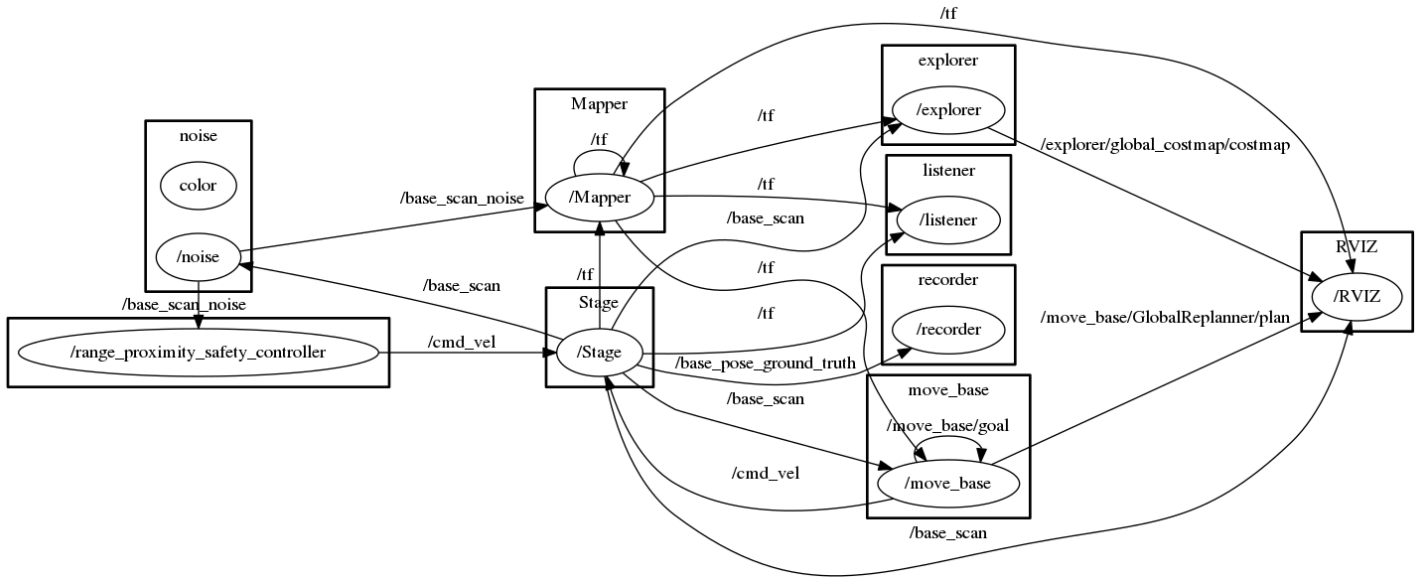 /tf
explorer
/explorer
Mapper
/tf
/Mapper
/tf
/explorer/global_costmap/costmap
noise
color
/noise
/base_scan_noise
/tf
listener
/listener
/base_scan
RVIZ
/RVIZ
/base_scan
/tf
/tf
recorder
/recorder
/base_scan_noise
Stage
/Stage
/tf
/move_base/GlobalReplanner/plan
/range_proximity_safety_controller
/cmd_vel
/base_pose_ground_truth
/base_scan
move_base
/move_base/goal
/move_base
/cmd_vel
/base_scan